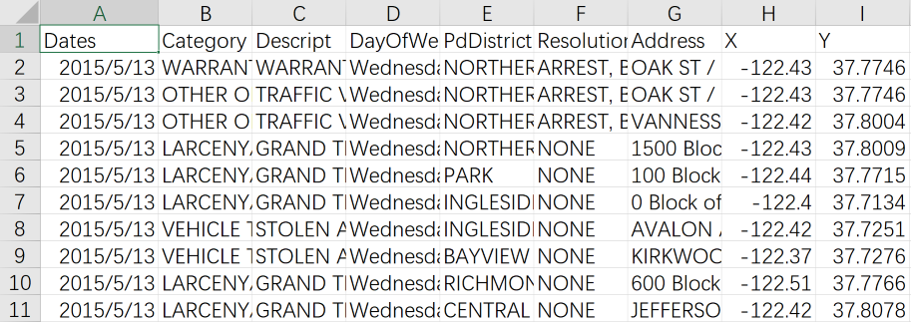 A B C D E F G H I
1 Dates Category Descript DayOfWe PdDistrict Resolution Address X Y
2 2015/5/13 WARRANT WARRANT Wednesda NORTHER ARREST, B OAK ST / -122.43 37.7746
3 2015/5/13 OTHER O TRAFFIC V Wednesda NORTHER ARREST, B OAK ST / -122.43 37.7746
4 2015/5/13 OTHER O TRAFFIC V Wednesda NORTHER ARREST, B VANNESS -122.42 37.8004
5 2015/5/13 LARCENY/ GRAND TH Wednesda NORTHER NONE 1500 Bloc -122.43 37.8009
6 2015/5/13 LARCENY/ GRAND TH Wednesda PARK NONE 100 Block -122.44 37.7715
7 2015/5/13 LARCENY/ GRAND TH Wednesda INGLESID NONE 0 Block of -122.4 37.7134
8 2015/5/13 VEHICLE T STOLEN A Wednesda INGLESID NONE AVALON A -122.42 37.7251
9 2015/5/13 VEHICLE T STOLEN A Wednesda BAYVIEW NONE KIRKWOO -122.37 37.7276
10 2015/5/13 LARCENY/ GRAND TH Wednesda RICHMON NONE 600 Block -122.51 37.7766
11 2015/5/13 LARCENY/ GRAND TH Wednesda CENTRAL NONE JEFFERSO -122.42 37.8078